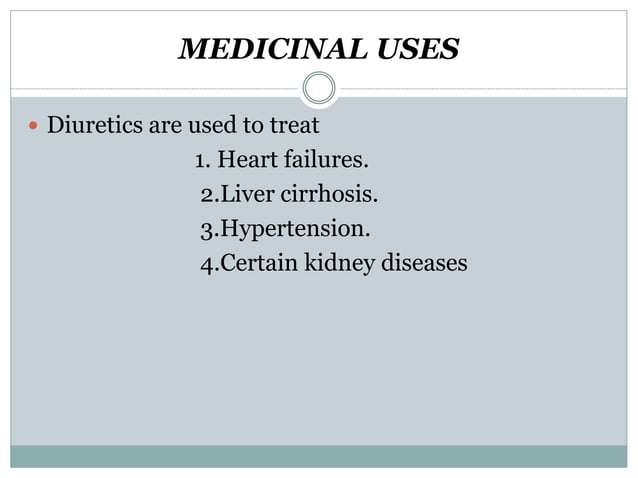 MEDICINAL USES
Diuretics are used to treat
1. Heart failures.
2.Liver cirrhosis.
3.Hypertension.
4.Certain kidney diseases